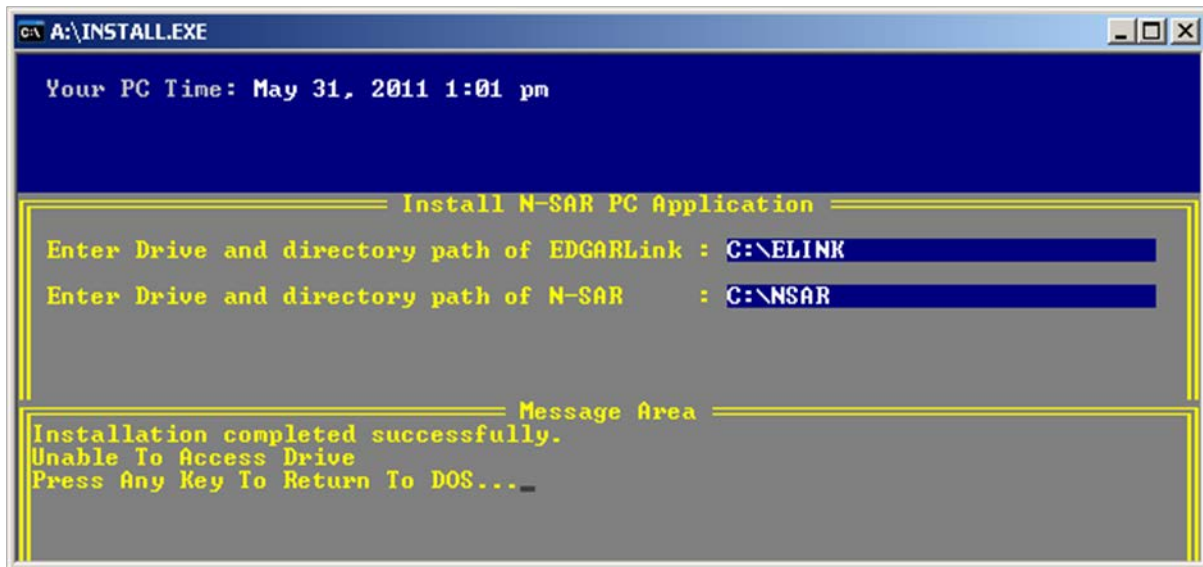 A:\INSTALL.EXE
Your PC Time: May 31, 2011 1:01 pm
Install N-SAR PC Application
Enter Drive and directory path of EDGARLink : C:\ELINK
Enter Drive and directory path of N-SAR : C:\NSAR
Message Area
Installation completed successfully.
Unable To Access Drive
Press Any Key To Return To DOS..._